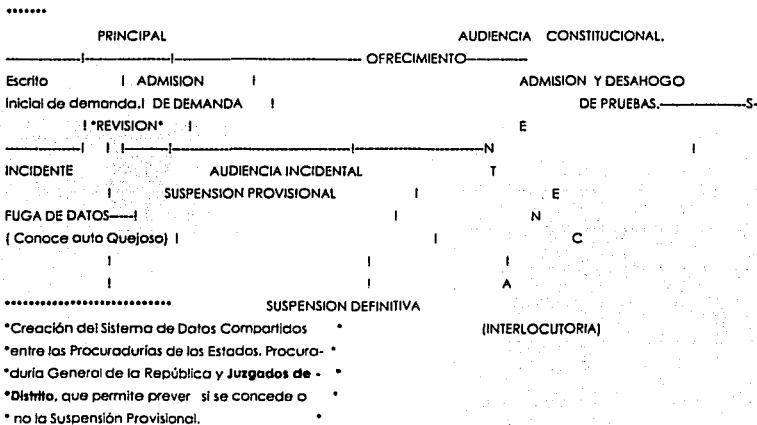 *******
PRINCIPAL AUDIENCIA CONSTITUCIONAL.
OFRECIMIENTO
Escrito I ADMISION I ADMISION Y DESAHOGO
inicial de demanda.I DE DEMANDA I DE PRUEBAS.----------S-
I *REVISION* I E
N
INCIDENTE AUDIENCIA INCIDENTAL T
I SUSPENSION PROVISIONAL I E
FUGA DE DATOS-----I I N
( Conoce auto Quejoso) I I C
I I I
I I A
***************************** SUSPENSION DEFINITIVA
*Creación del Sistema de Datos Compartidos * (INTERLOCUTORIA)
*entre las Procuradurías de los Estados. Procura- *
*duría General de la República y Juzgados de - *
*Distrito, que permite prever si se concede o *
* no la Suspensión Provisional. *